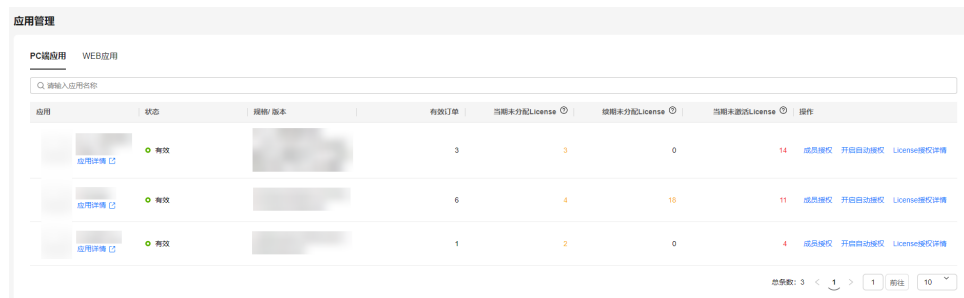 应用管理
PC端应用 WEB应用
请输入应用名称
应用 状态 规格/ 版本 有效订单 当期未分配License 续期未分配License 当期未激活License 操作
应用详情 有效 3 3 0 14 成员授权 开启自动授权 License授权详情
应用详情 有效 6 4 18 11 成员授权 开启自动授权 License授权详情
应用详情 有效 1 2 0 4 成员授权 开启自动授权 License授权详情
总条数: 3 < 1 > 1 前往 10